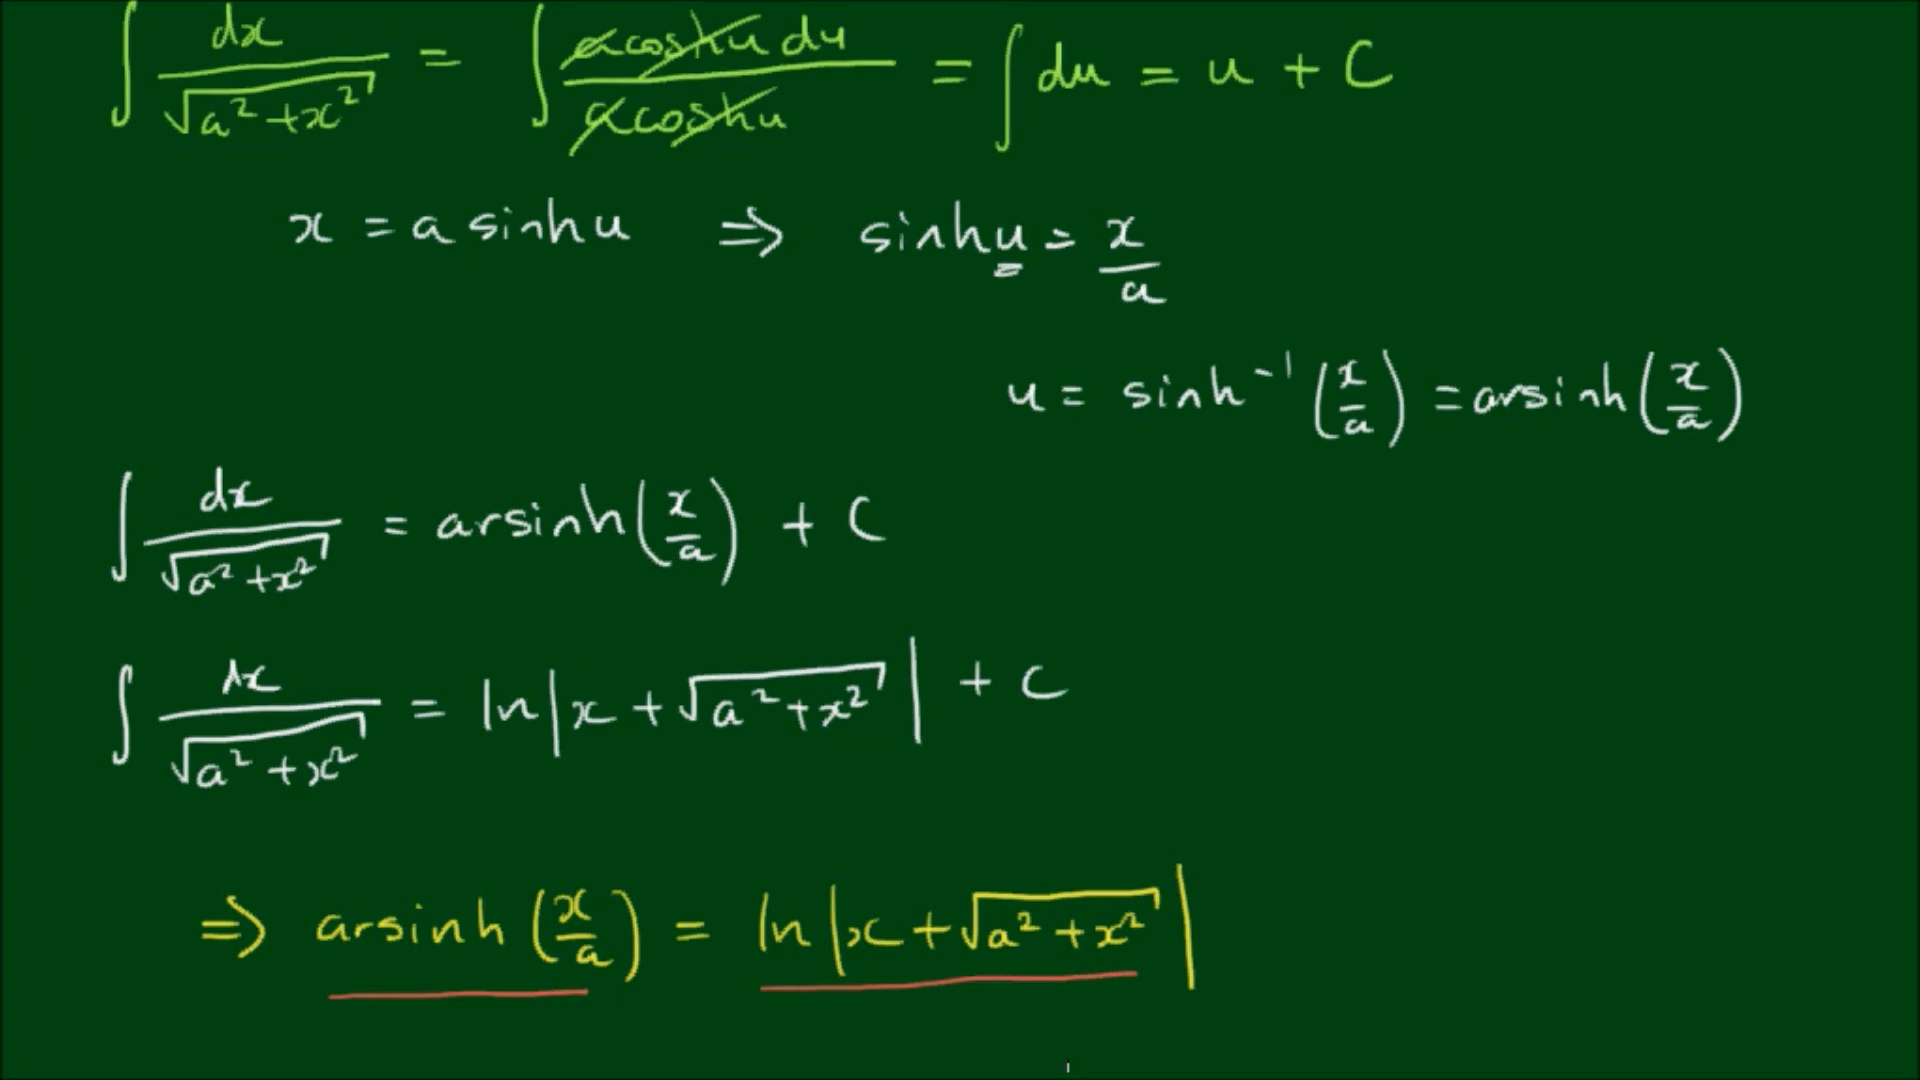 ∫ dx/√(a²+x²) = ∫ a cosh u du / a cosh u = ∫ du = u + C
x = a sinh u ⇒ sinh u = x/a
u = sinh⁻¹(x/a) = arsinh(x/a)
∫ dx/√(a²+x²) = arsinh(x/a) + C
∫ dx/√(a²+x²) = ln|x + √(a²+x²)| + C
⇒ arsinh(x/a) = ln|x + √(a²+x²)|